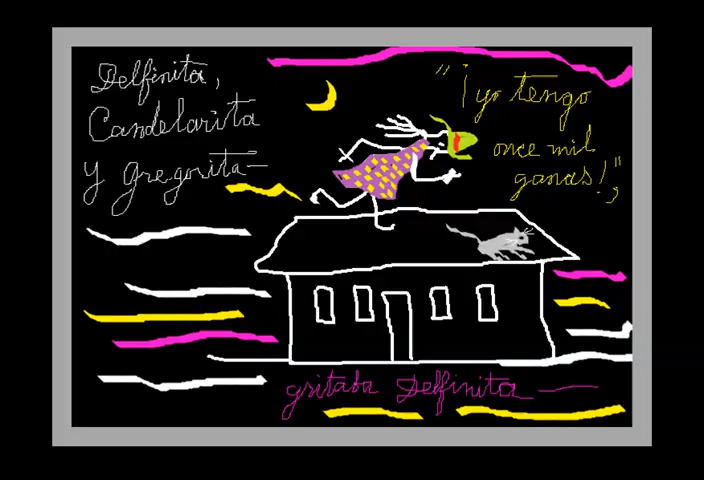 Delfinita,
Candelarita
y gregorita—
"¡yo tengo
once mil
ganas!",
gritaba Delfinita—